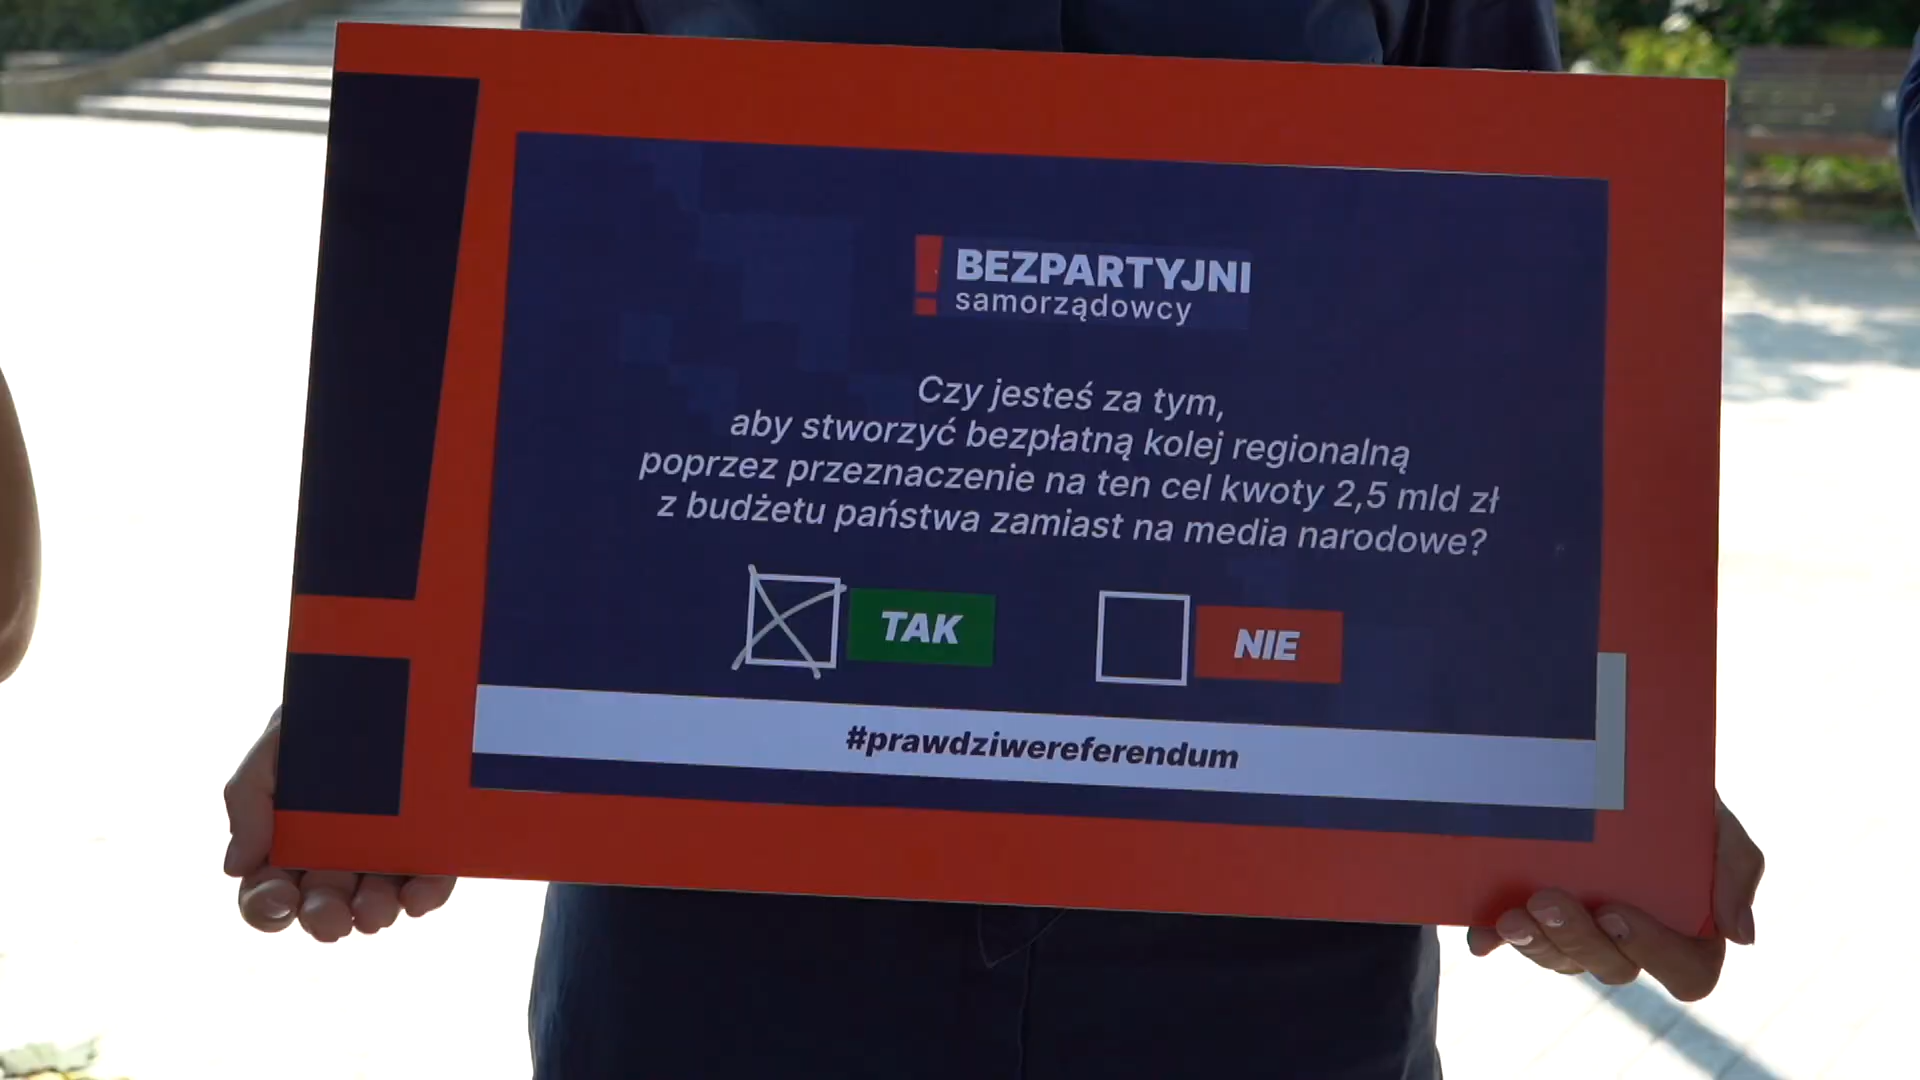 BEZPARTYJNI
samorządowcy
Czy jesteś za tym,
aby stworzyć bezpłatną kolej regionalną
poprzez przeznaczenie na ten cel kwoty 2,5 mld zł
z budżetu państwa zamiast na media narodowe?
TAK NIE
#prawdziwereferendum